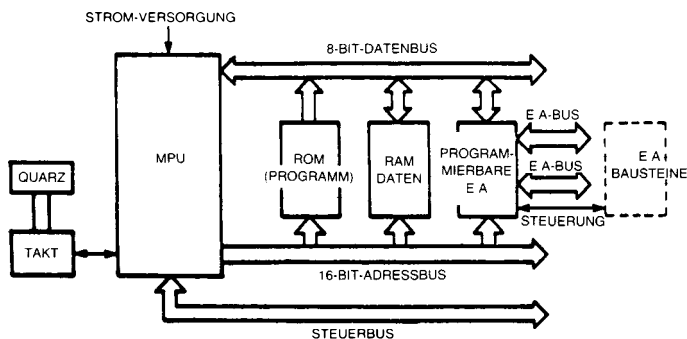 STROM-VERSORGUNG
8-BIT-DATENBUS
MPU
ROM
(PROGRAMM)
RAM
DATEN
PROGRAM-
MIERBARE
E A
E A-BUS
E A-BUS
E A
BAUSTEINE
STEUERUNG
QUARZ
TAKT
16-BIT-ADRESSBUS
STEUERBUS